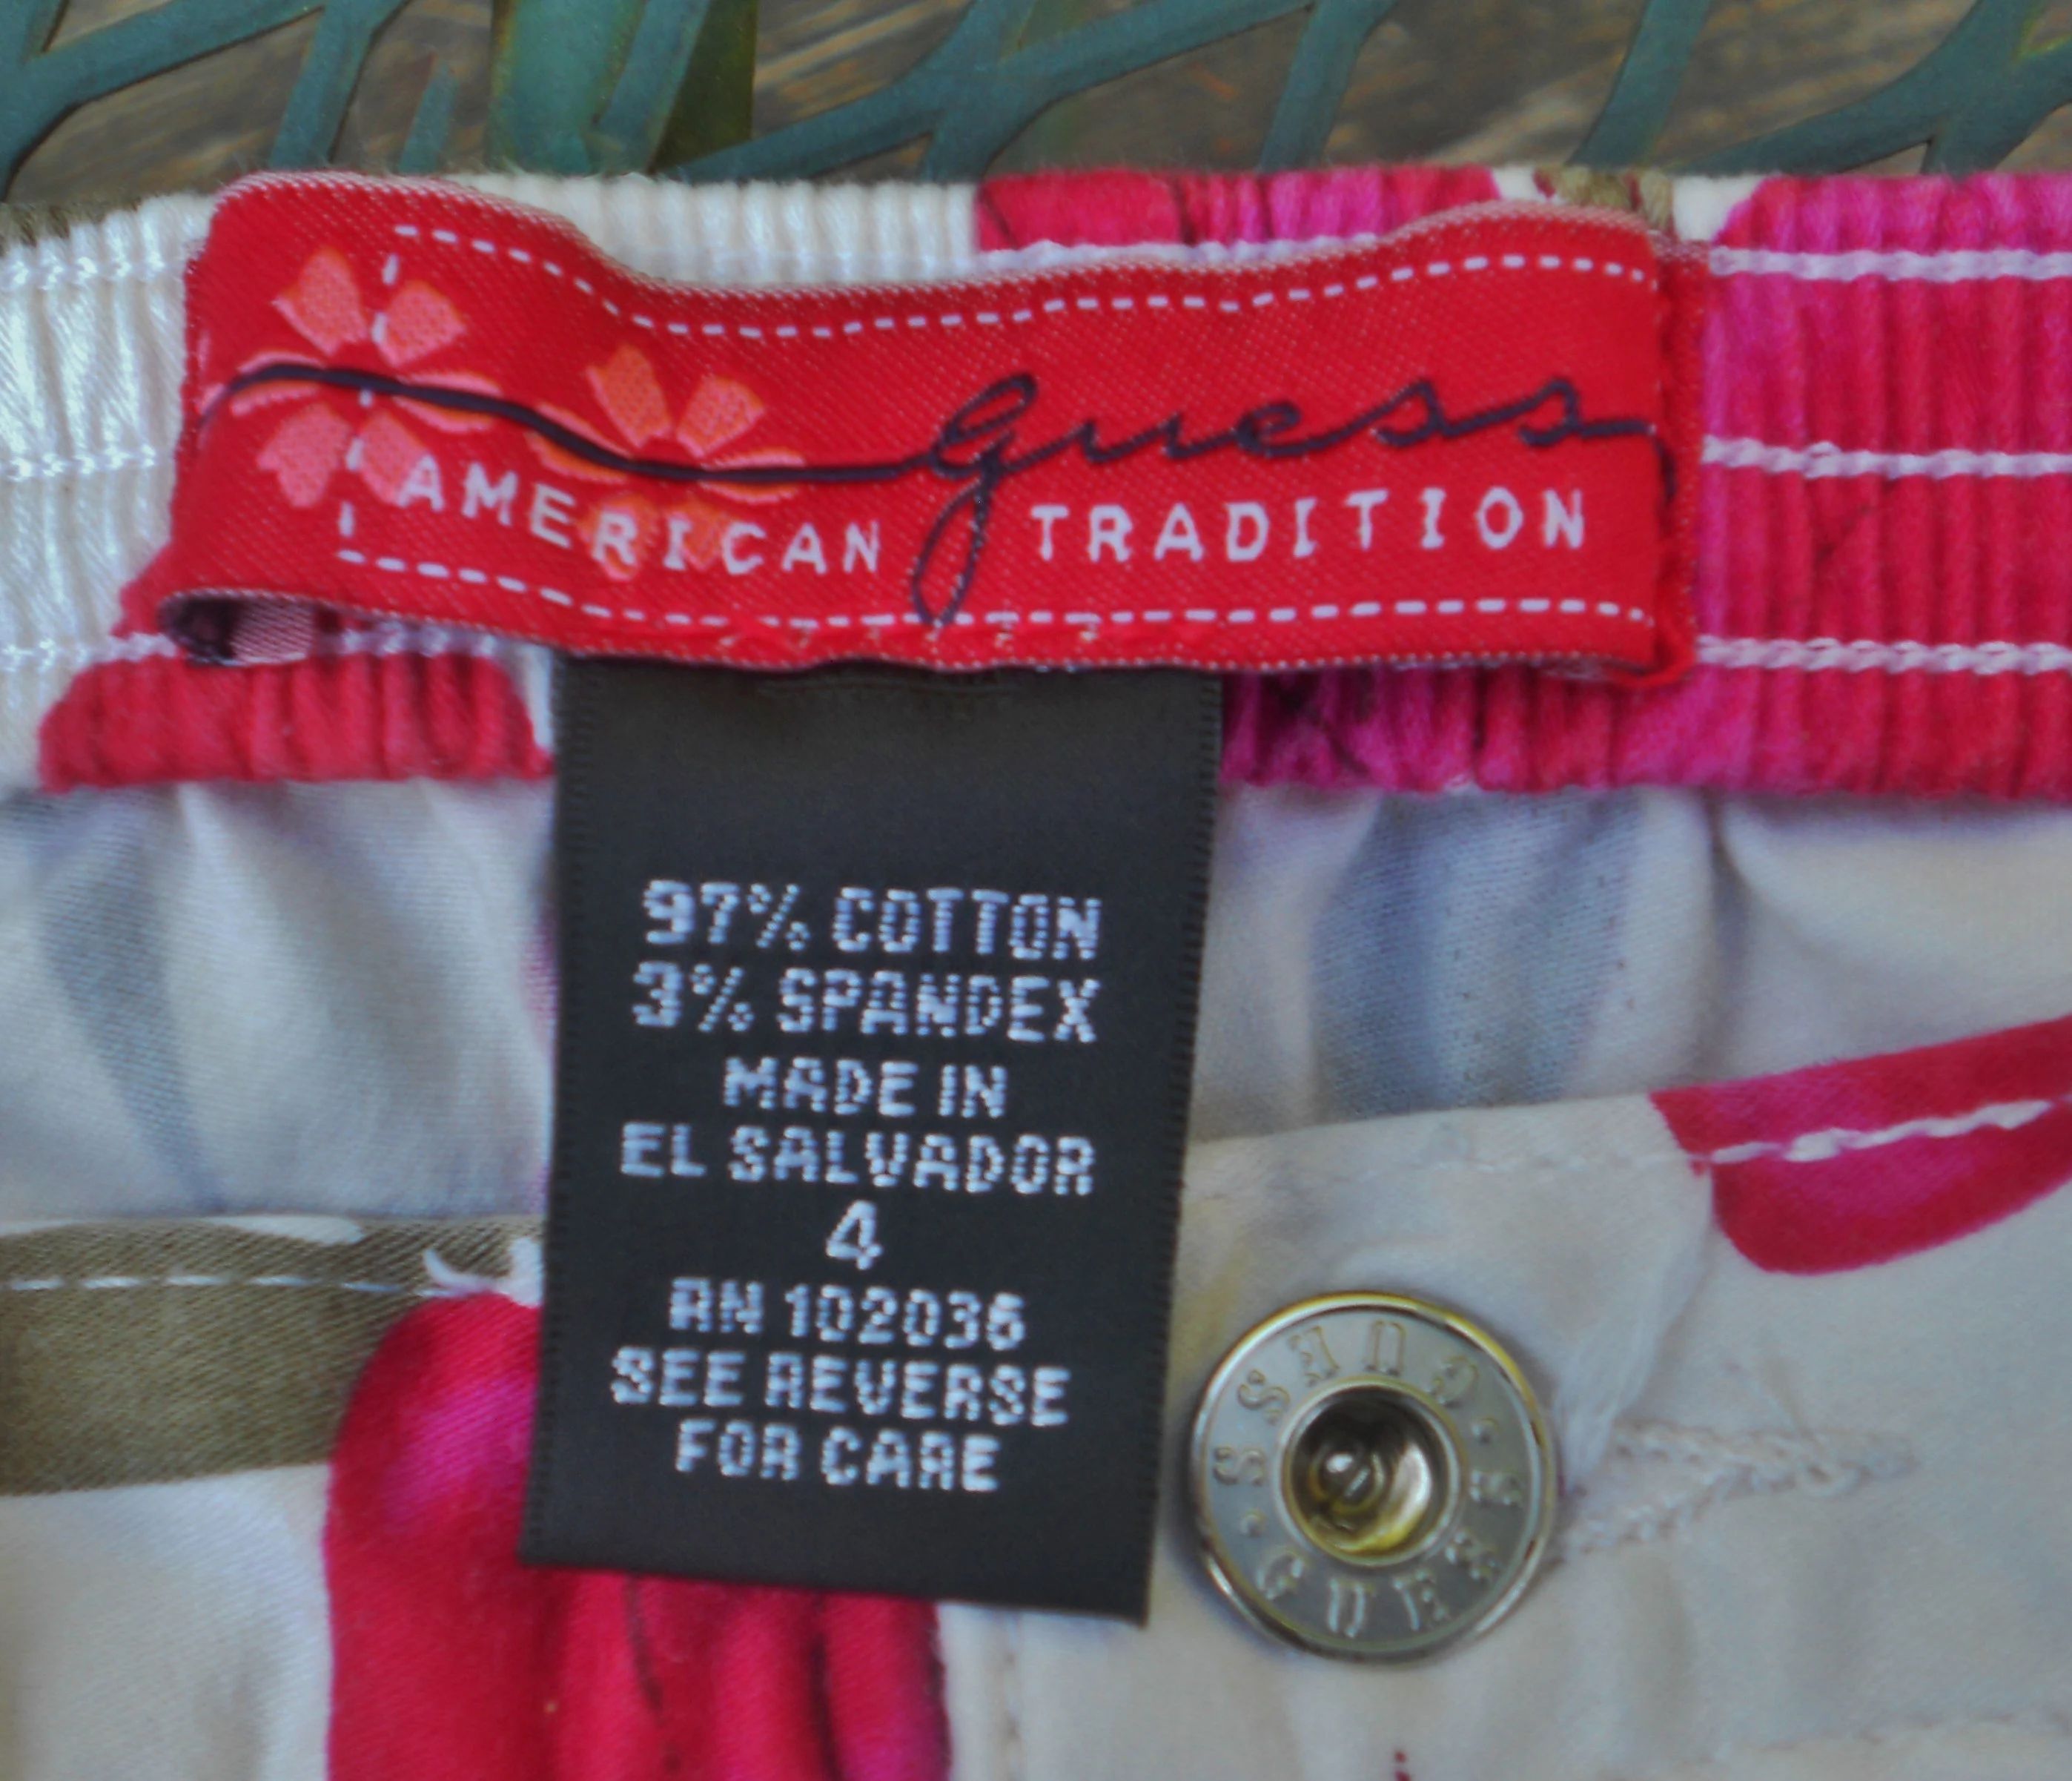 guess
AMERICAN TRADITION
97% COTTON
3% SPANDEX
MADE IN
EL SALVADOR
4
RN 102036
SEE REVERSE
FOR CARE
GUESS · GUESS ·